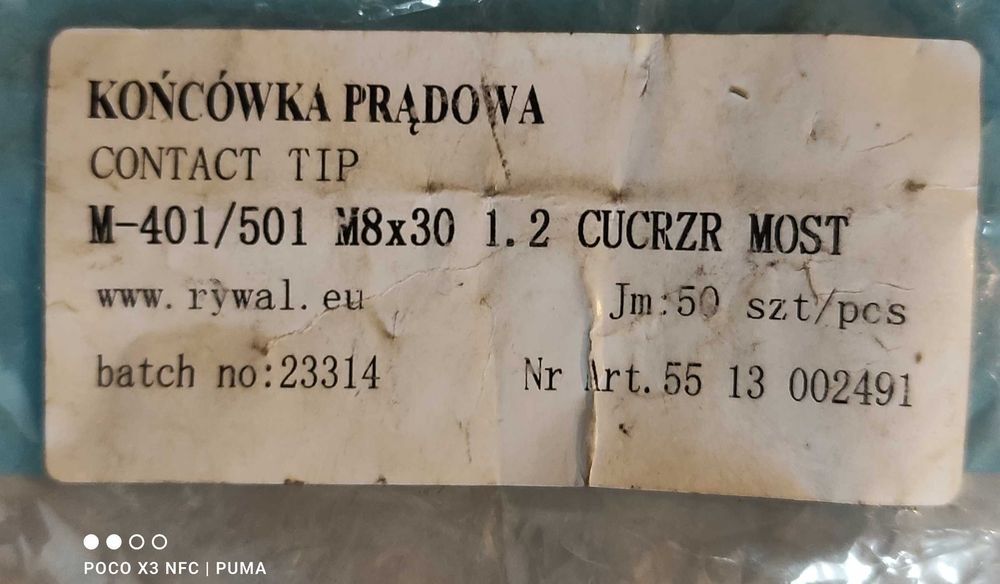 KOŃCÓWKA PRĄDOWA
CONTACT TIP
M-401/501 M8x30 1.2 CUCRZR MOST
www.rywal.eu Jm:50 szt/pcs
batch no:23314 Nr Art.55 13 002491
POCO X3 NFC | PUMA